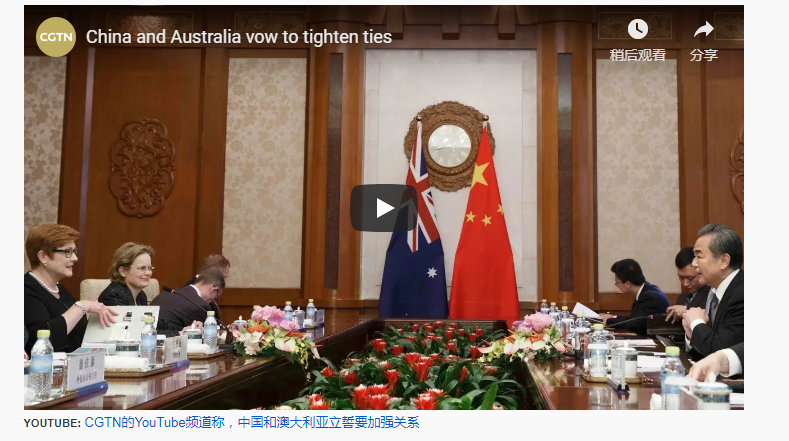 CGTN China and Australia vow to tighten ties
稍后观看 分享
YOUTUBE: CGTN的YouTube频道称，中国和澳大利亚立誓要加强关系